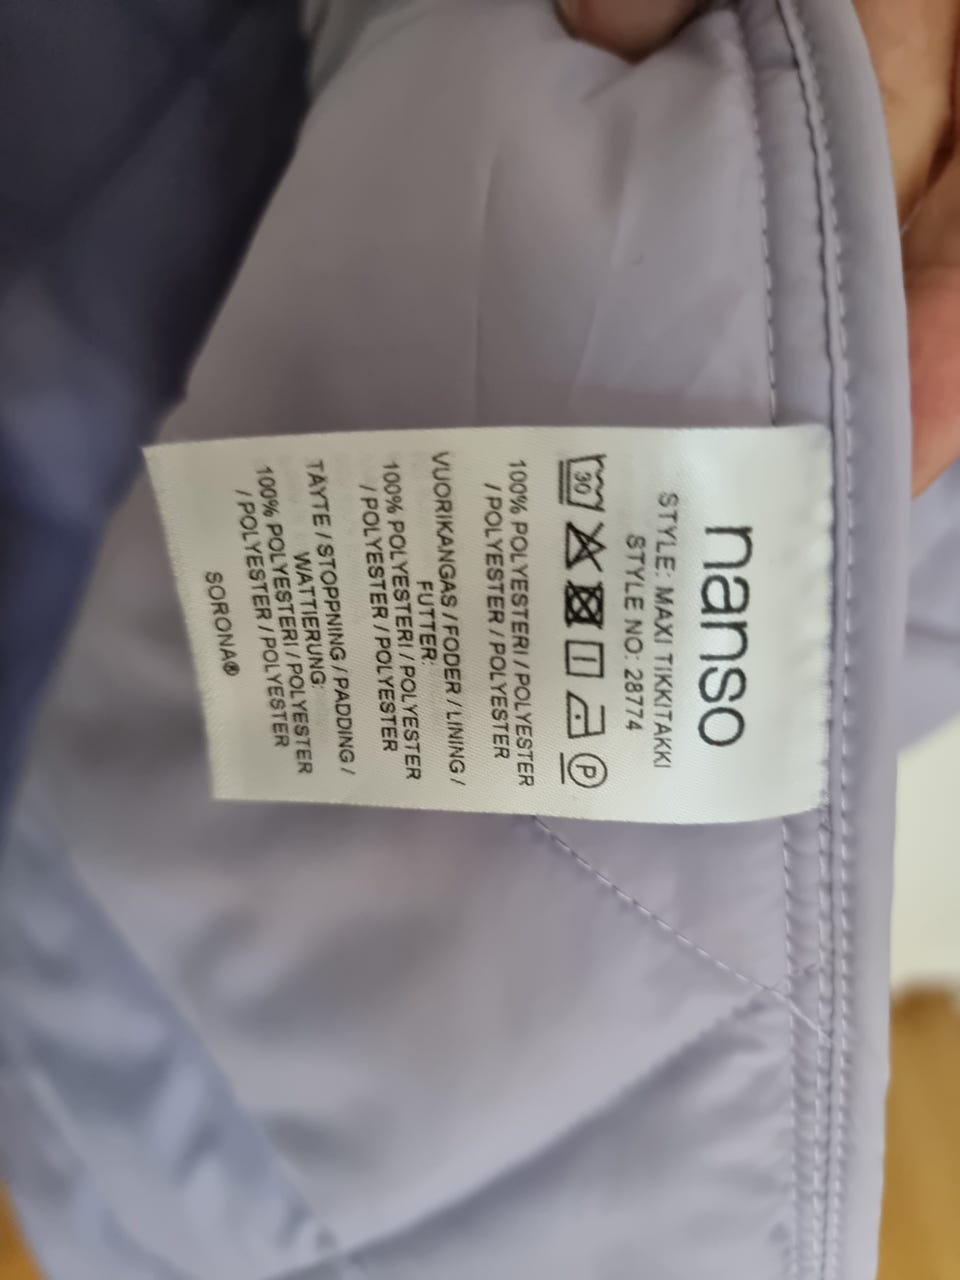 nanso
STYLE: MAXI TIKKITAKKI
STYLE NO: 28774
30 P
100% POLYESTERI / POLYESTER
/ POLYESTER / POLYESTER
VUORIKANGAS / FODER / LINING /
FUTTER:
100% POLYESTERI / POLYESTER
/ POLYESTER / POLYESTER
TÄYTE / STOPPNING / PADDING /
WATTIERUNG:
100% POLYESTERI / POLYESTER
/ POLYESTER / POLYESTER
SORONA®